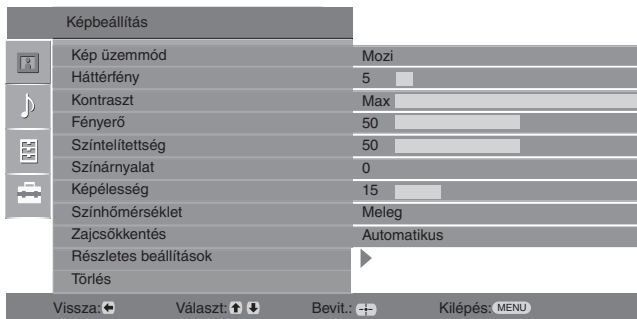 Képbeállítás
Kép üzemmód Mozi
Háttérfény 5
Kontraszt Max
Fényerő 50
Színtelítettség 50
Színárnyalat 0
Képélesség 15
Színhőmérséklet Meleg
Zajcsőkkentés Automatikus
Részletes beállítások
Törlés
Vissza: Választ: Bevit.: Kilépés: MENU